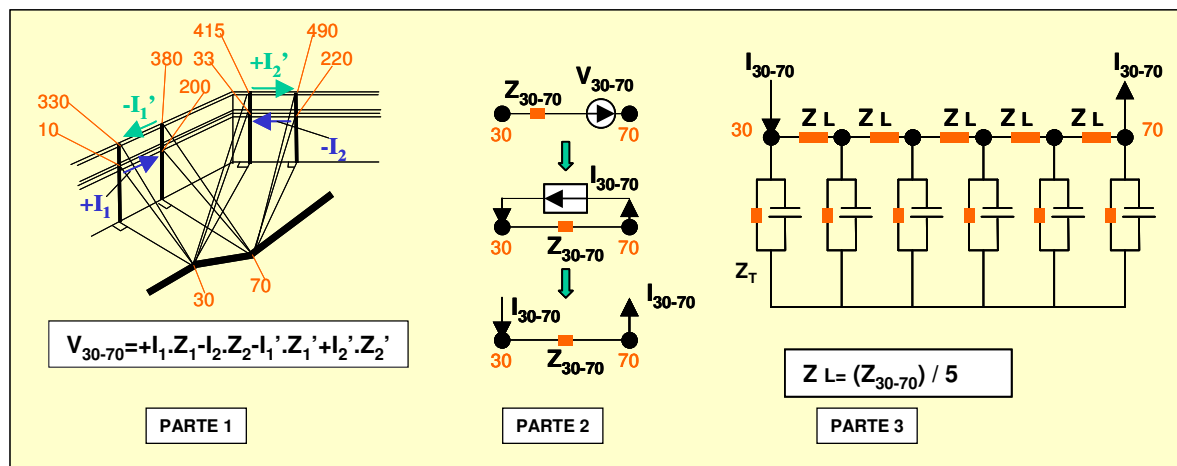 415
490
380
33
+I2’
220
200
330
-I1’
10
-I2
+I1
30
70
V30-70=+I1.Z1-I2.Z2-I1’.Z1’+I2’.Z2’
PARTE 1
V30-70
Z30-70
30
70
I30-70
30
70
Z30-70
I30-70
I30-70
30
70
Z30-70
PARTE 2
I30-70
I30-70
Z L
Z L
Z L
Z L
Z L
30
70
ZT
Z L= (Z30-70) / 5
PARTE 3